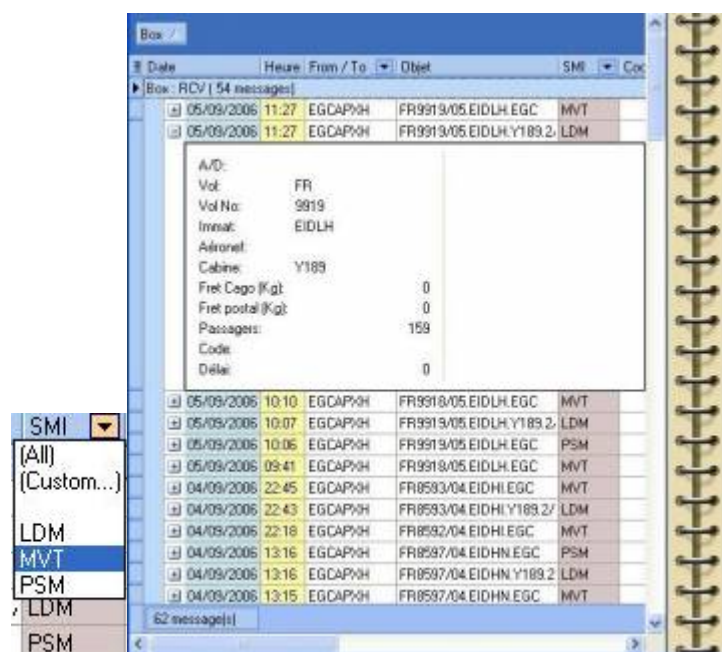 Box /
Date Heure From / To Objet SMI Coc
Box : RCV ( 54 messages)
05/09/2006 11:27 EGCAPXH FR9919/05.EIDLH.EGC MVT
05/09/2006 11:27 EGCAPXH FR9919/05.EIDLH.Y189.2/ LDM
A/D:
Vol: FR
Vol No: 9919
Immat: EIDLH
Aéronef:
Cabine: Y189
Fret Cago (Kg): 0
Fret postal (Kg): 0
Passagers: 159
Code:
Délai: 0
05/09/2006 10:10 EGCAPXH FR9918/05.EIDLH.EGC MVT
05/09/2006 10:07 EGCAPXH FR9919/05.EIDLH.Y189.2/ LDM
05/09/2006 10:06 EGCAPXH FR9919/05.EIDLH.EGC PSM
05/09/2006 09:41 EGCAPXH FR9918/05.EIDLH.EGC MVT
04/09/2006 22:45 EGCAPXH FR8593/04.EIDHI.EGC MVT
04/09/2006 22:43 EGCAPXH FR8593/04.EIDHI.Y189.2/ LDM
04/09/2006 22:18 EGCAPXH FR8592/04.EIDHI.EGC MVT
04/09/2006 13:16 EGCAPXH FR8597/04.EIDHN.EGC PSM
04/09/2006 13:16 EGCAPXH FR8597/04.EIDHN.Y189.2 LDM
04/09/2006 13:15 EGCAPXH FR8597/04.EIDHN.EGC MVT
62 message(s)
SMI
(All)
(Custom...)
LDM
MVT
PSM
LDM
PSM